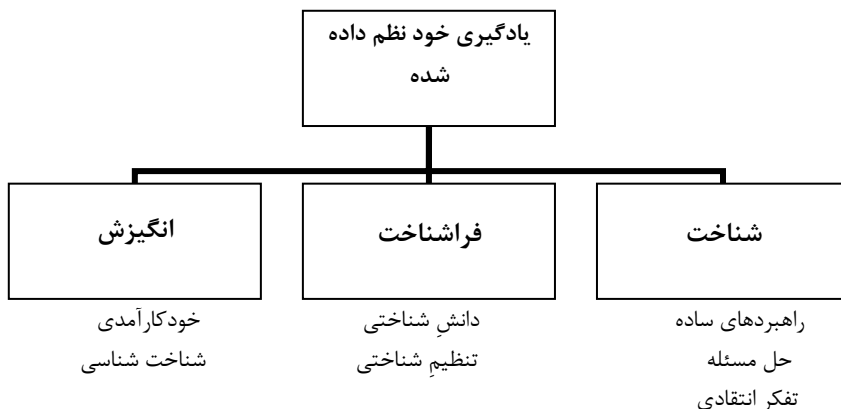 یادگیری خود نظم داده
شده
شناخت
فراشناخت
انگیزش
راهبردهای ساده
حل مسئله
تفکر انتقادی
دانشِ شناختی
تنظیمِ شناختی
خودکارآمدی
شناخت شناسی